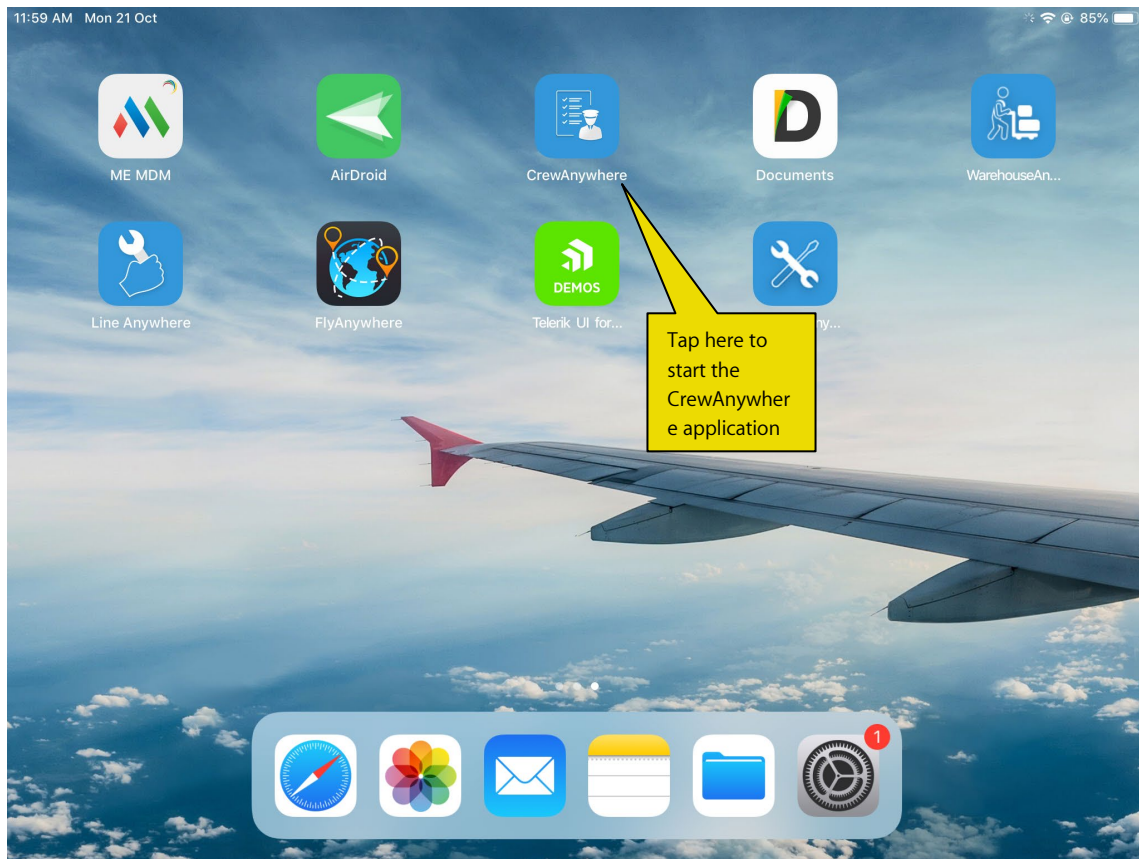 11:59 AM Mon 21 Oct
85%
ME MDM
AirDroid
CrewAnywhere
Documents
WarehouseAn...
DEMOS
Line Anywhere
FlyAnywhere
Telerik UI for...
ny...
Tap here to
start the
CrewAnywher
e application
1